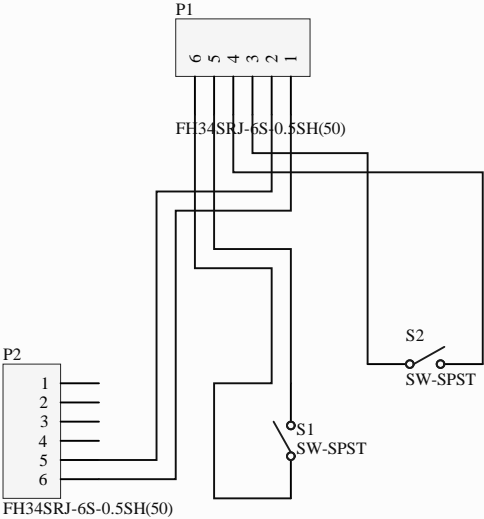 P1
6 5 4 3 2 1
FH34SRJ-6S-0.5SH(50)
S2
SW-SPST
P2
1
2
3
4
5
6
S1
SW-SPST
FH34SRJ-6S-0.5SH(50)